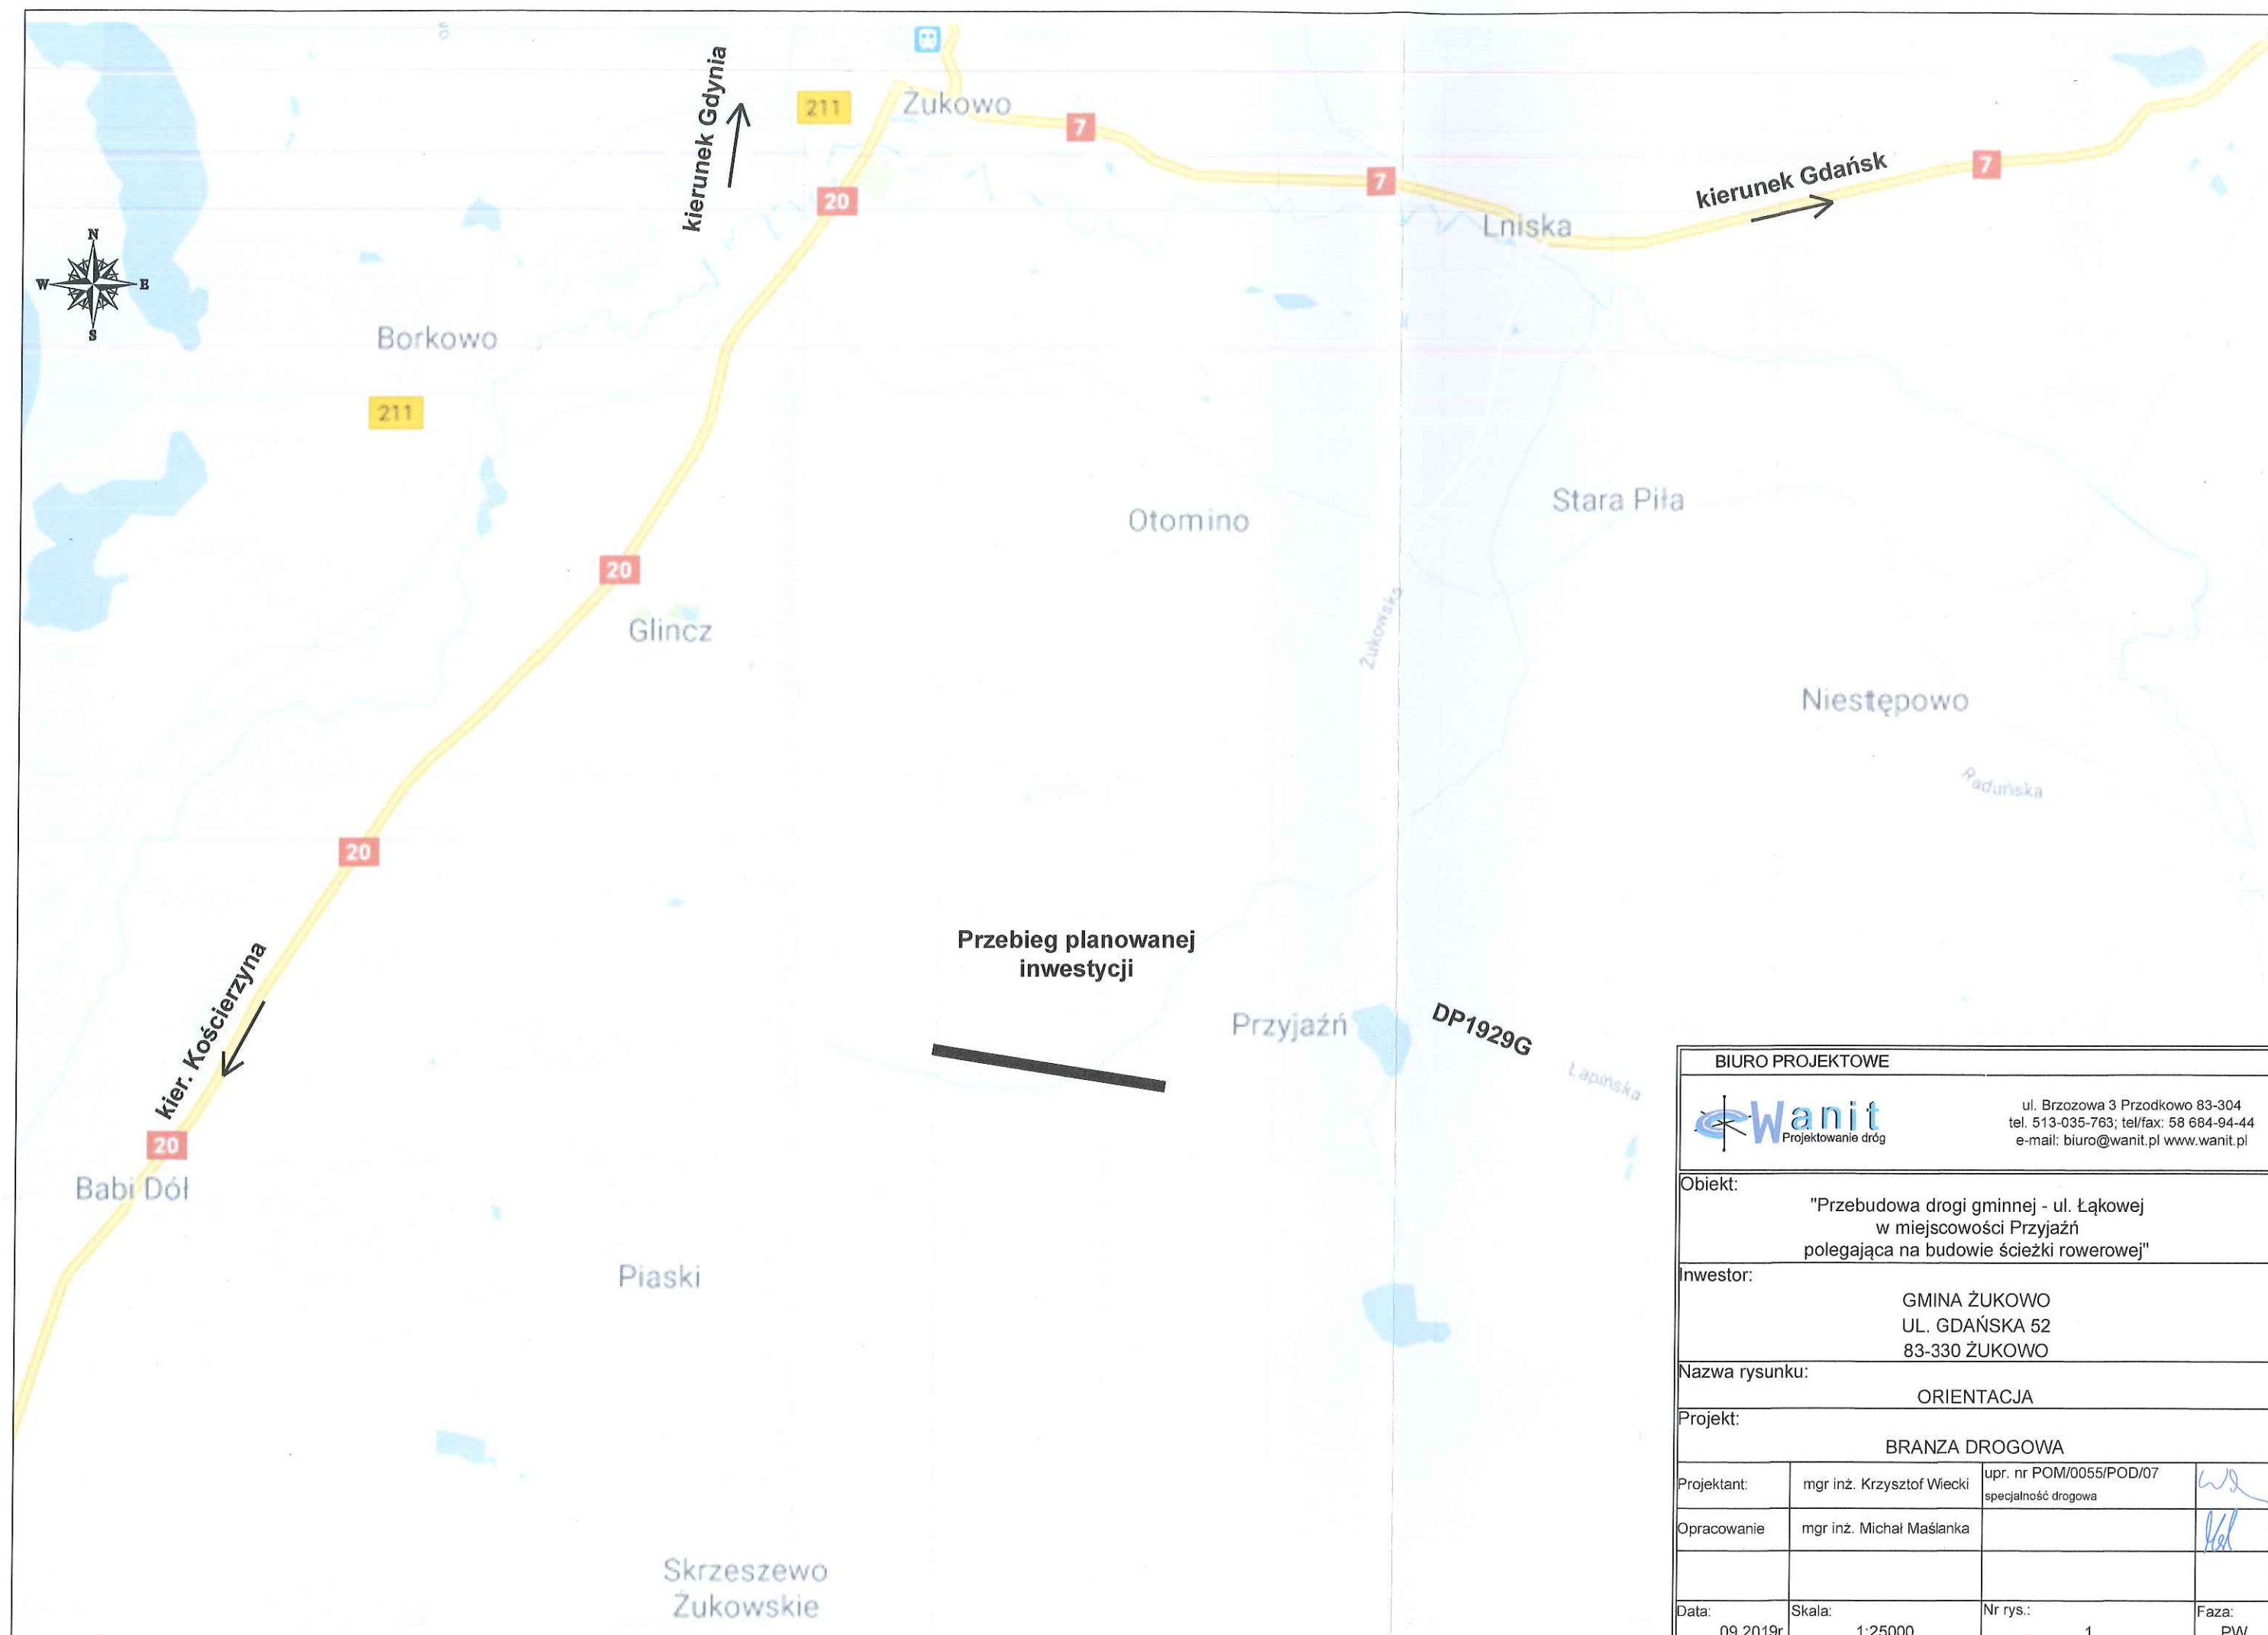 kierunek Gdynia
211
Żukowo
7
20
7
kierunek Gdańsk
7
Lniska
N
W
E
S
Borkowo
211
Otomino
Stara Piła
20
Glincz
Żukowska
Niestępowo
Raduńska
20
kier. Kościerzyna
Przebieg planowanej
inwestycji
Przyjaźń
DP1929G
Łapińska
20
Babi Dół
Piaski
Skrzeszewo
Żukowskie
BIURO PROJEKTOWE
Wanit
Projektowanie dróg
ul. Brzozowa 3 Przodkowo 83-304
tel. 513-035-763; tel/fax: 58 684-94-44
e-mail: biuro@wanit.pl www.wanit.pl
Obiekt:
"Przebudowa drogi gminnej - ul. Łąkowej
w miejscowości Przyjaźń
polegająca na budowie ścieżki rowerowej"
Inwestor:
GMINA ŻUKOWO
UL. GDAŃSKA 52
83-330 ŻUKOWO
Nazwa rysunku:
ORIENTACJA
Projekt:
BRANZA DROGOWA
Projektant: mgr inż. Krzysztof Wiecki upr. nr POM/0055/POD/07
specjalność drogowa
Opracowanie mgr inż. Michał Maślanka
Data: Skala: Nr rys.: Faza:
09.2019r 1:25000 1 PW